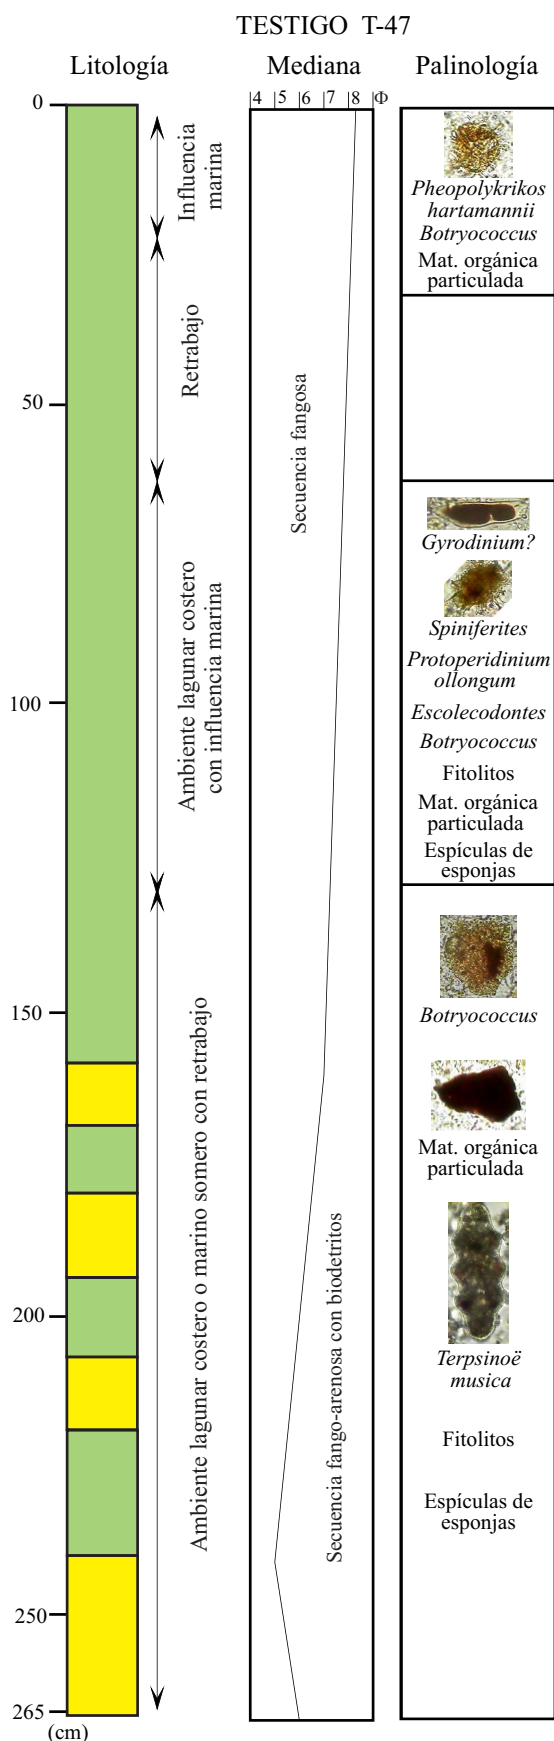 TESTIGO T-47
Litología
Mediana
Palinología
0
50
100
150
200
250
265
(cm)
Influencia
marina
Retrabajo
Ambiente lagunar costero
con influencia marina
Ambiente lagunar costero o marino somero con retrabajo
4 5 6 7 8 Φ
Secuencia fangosa
Secuencia fango-arenosa con biodetritos
Pheopolykrikos
hartamannii
Botryococcus
Mat. orgánica
particulada
Gyrodinium?
Spiniferites
Protoperidinium
ollongum
Escolecodontes
Botryococcus
Fitolitos
Mat. orgánica
particulada
Espículas de
esponjas
Botryococcus
Mat. orgánica
particulada
Terpsinoë
musica
Fitolitos
Espículas de
esponjas